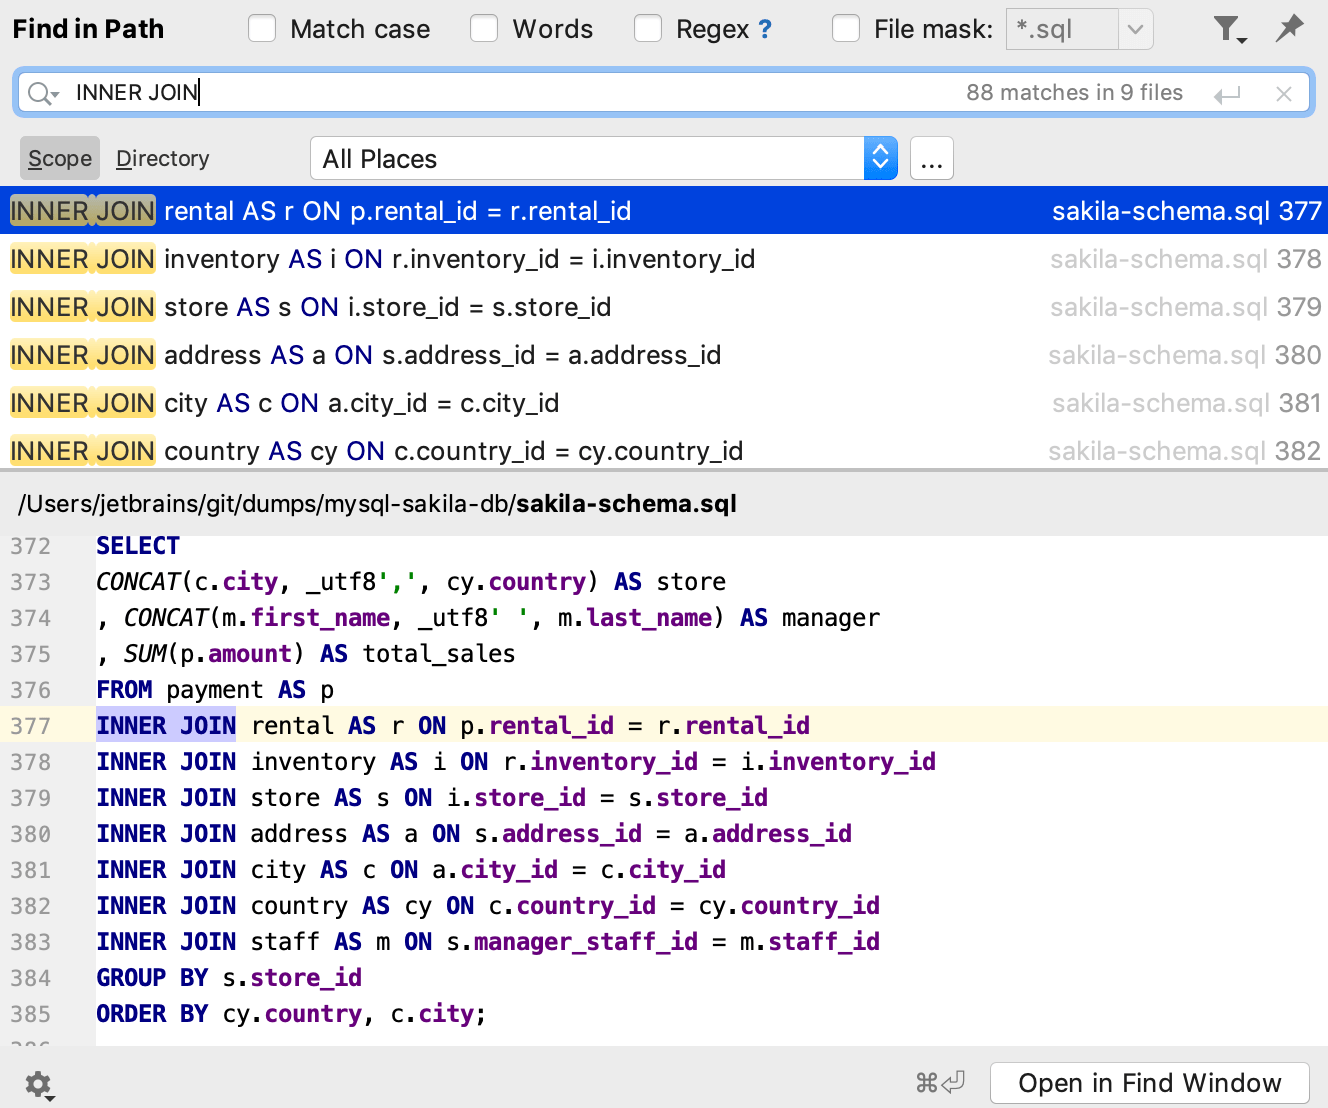 Find in Path Match case Words Regex ? File mask: *.sql
INNER JOIN 88 matches in 9 files
Scope Directory All Places ...
INNER JOIN rental AS r ON p.rental_id = r.rental_id sakila-schema.sql 377
INNER JOIN inventory AS i ON r.inventory_id = i.inventory_id sakila-schema.sql 378
INNER JOIN store AS s ON i.store_id = s.store_id sakila-schema.sql 379
INNER JOIN address AS a ON s.address_id = a.address_id sakila-schema.sql 380
INNER JOIN city AS c ON a.city_id = c.city_id sakila-schema.sql 381
INNER JOIN country AS cy ON c.country_id = cy.country_id sakila-schema.sql 382
/Users/jetbrains/git/dumps/mysql-sakila-db/sakila-schema.sql
372 SELECT
373 CONCAT(c.city, _utf8',', cy.country) AS store
374 , CONCAT(m.first_name, _utf8' ', m.last_name) AS manager
375 , SUM(p.amount) AS total_sales
376 FROM payment AS p
377 INNER JOIN rental AS r ON p.rental_id = r.rental_id
378 INNER JOIN inventory AS i ON r.inventory_id = i.inventory_id
379 INNER JOIN store AS s ON i.store_id = s.store_id
380 INNER JOIN address AS a ON s.address_id = a.address_id
381 INNER JOIN city AS c ON a.city_id = c.city_id
382 INNER JOIN country AS cy ON c.country_id = cy.country_id
383 INNER JOIN staff AS m ON s.manager_staff_id = m.staff_id
384 GROUP BY s.store_id
385 ORDER BY cy.country, c.city;
⌘⏎ Open in Find Window